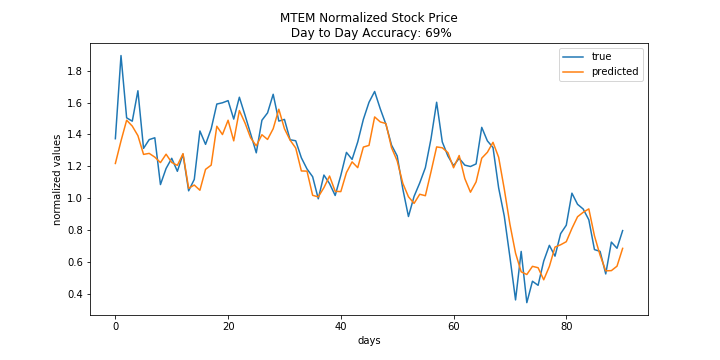 MTEM Normalized Stock Price
Day to Day Accuracy: 69%
true
predicted
normalized values
1.8
1.6
1.4
1.2
1.0
0.8
0.6
0.4
0
20
40
60
80
days